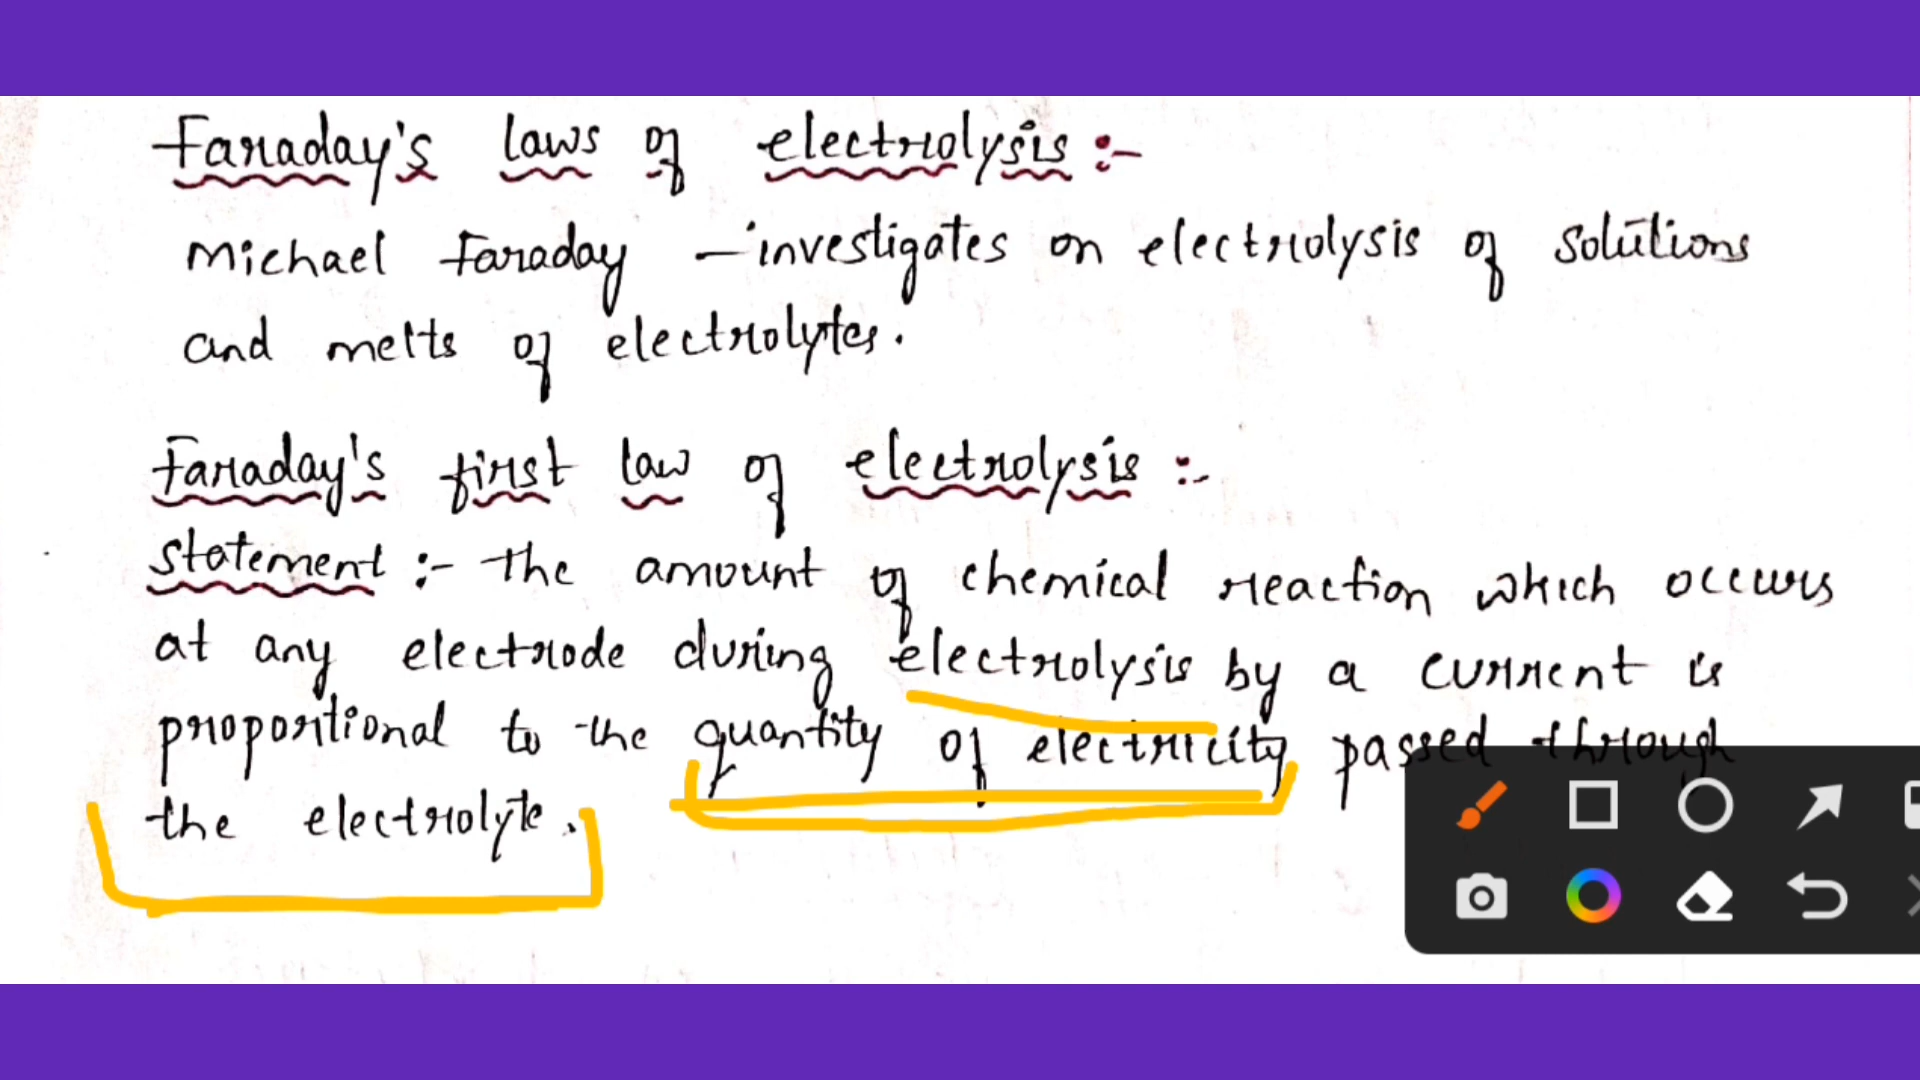 Faraday's laws of electrolysis :-
Michael Faraday - investigates on electrolysis of solutions
and melts of electrolytes.
Faraday's first law of electrolysis :-
Statement :- The amount of chemical reaction which occurs
at any electrode during electrolysis by a current is
proportional to the quantity of electricity passed through
the electrolyte.